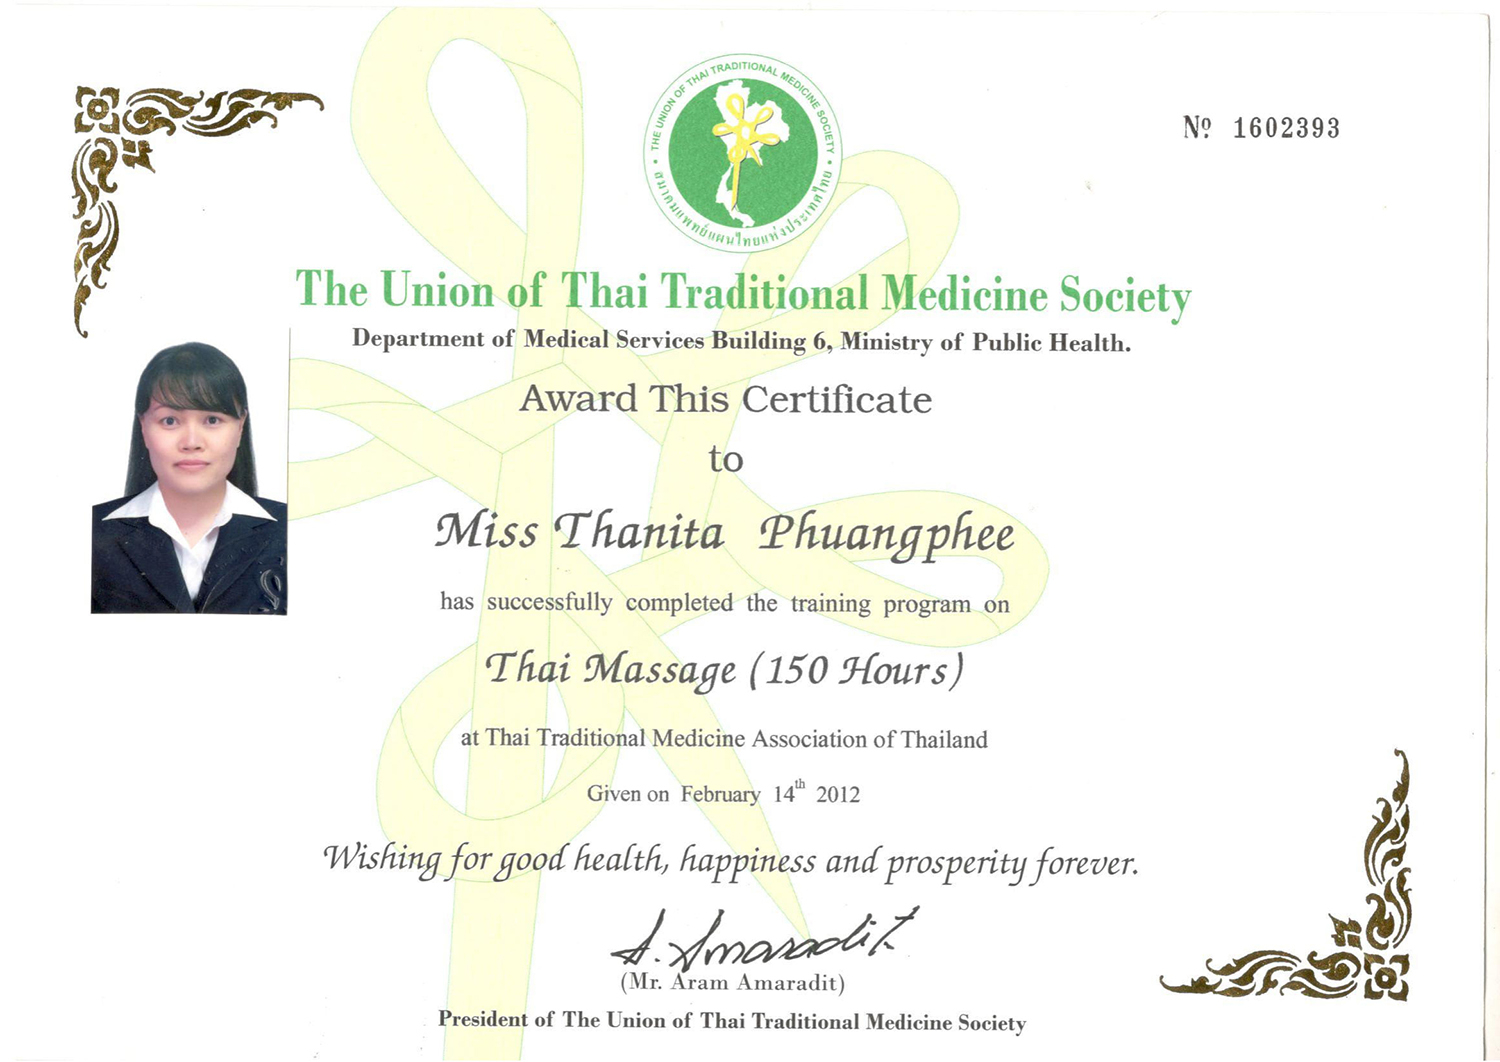 THE UNION OF THAI TRADITIONAL MEDICINE SOCIETY
สมาคมแพทย์แผนไทยแห่งประเทศไทย
Nº 1602393
The Union of Thai Traditional Medicine Society
Department of Medical Services Building 6, Ministry of Public Health.
Award This Certificate
to
Miss Thanita Phuangphee
has successfully completed the training program on
Thai Massage (150 Hours)
at Thai Traditional Medicine Association of Thailand
Given on February 14th 2012
Wishing for good health, happiness and prosperity forever.
A. Amaradit.
(Mr. Aram Amaradit)
President of The Union of Thai Traditional Medicine Society